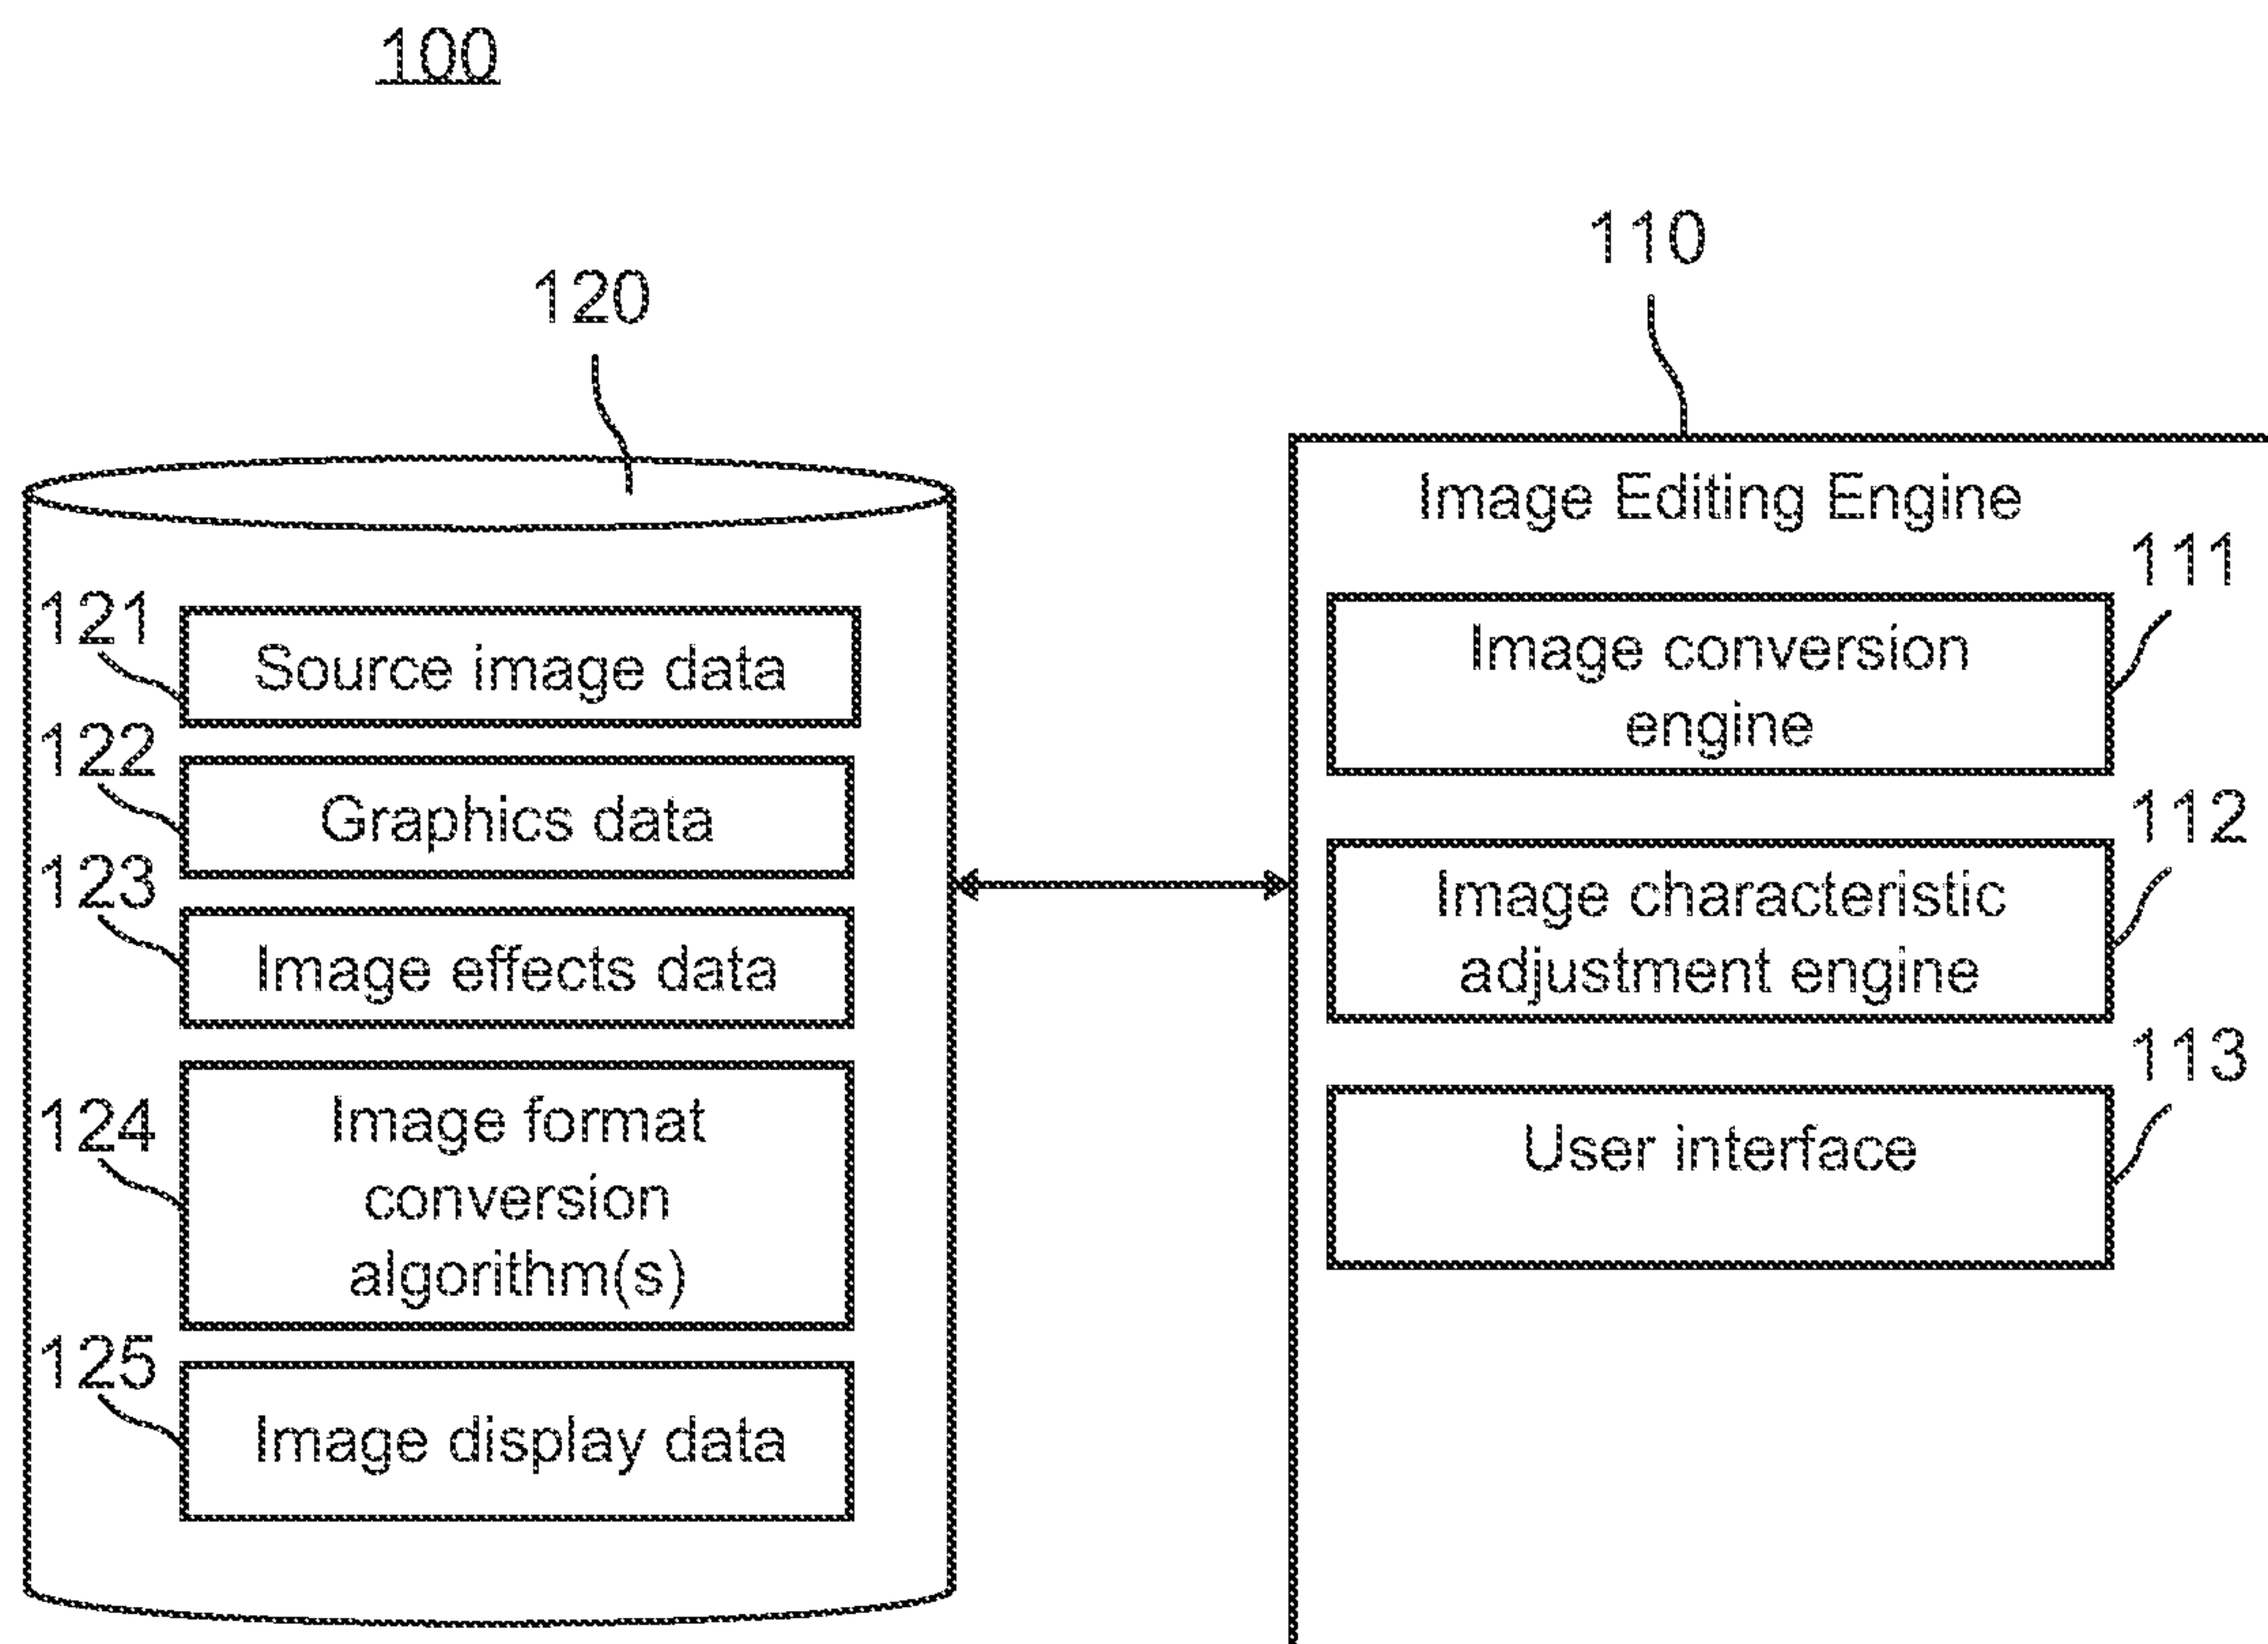 100
120
121
Source image data
122
Graphics data
123
Image effects data
124
Image format
conversion
algorithm(s)
125
Image display data
110
Image Editing Engine
111
Image conversion
engine
112
Image characteristic
adjustment engine
113
User interface